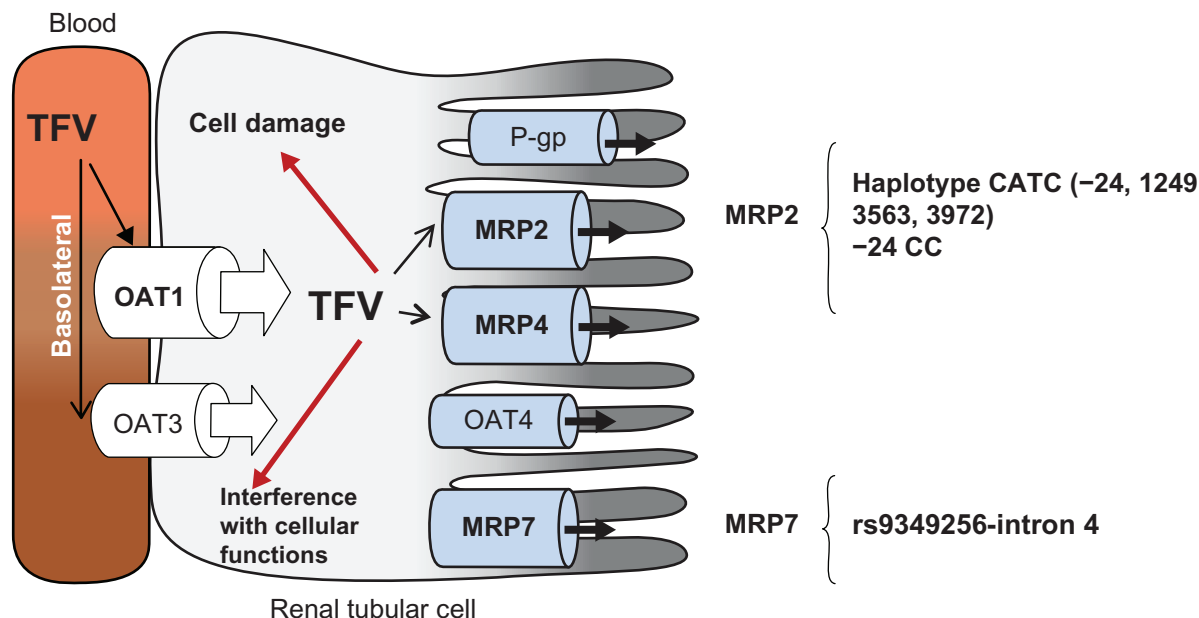 Blood
TFV
Basolateral
OAT1
OAT3
Cell damage
TFV
Interference
with cellular
functions
P-gp
MRP2
MRP4
OAT4
MRP7
Renal tubular cell
MRP2
Haplotype CATC (−24, 1249
3563, 3972)
−24 CC
MRP7
rs9349256-intron 4